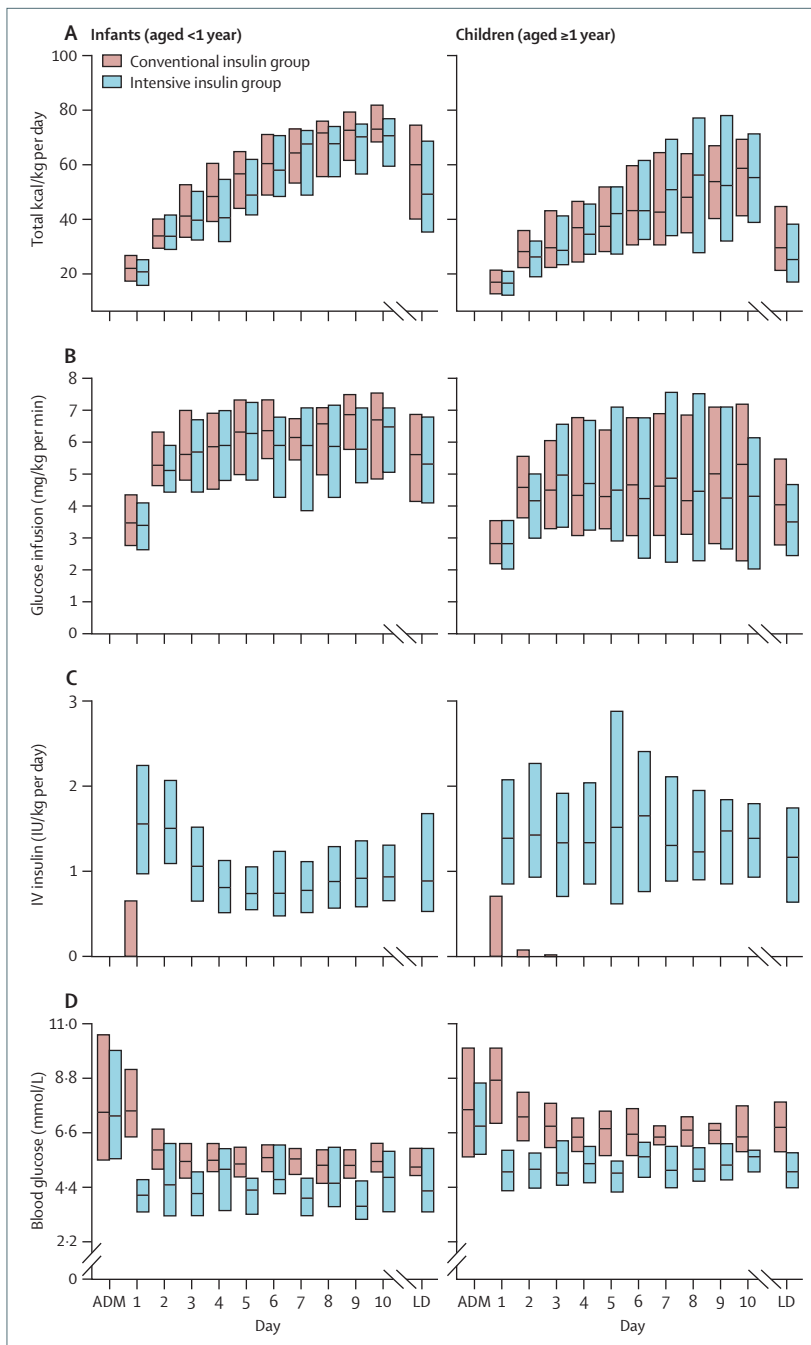 A
Infants (aged <1 year)
Children (aged ≥1 year)
Conventional insulin group
Intensive insulin group
Total kcal/kg per day
100
80
60
40
20
B
Glucose infusion (mg/kg per min)
8
7
6
5
4
3
2
1
0
C
IV insulin (IU/kg per day)
3
2
1
0
D
Blood glucose (mmol/L)
11·0
8·8
6·6
4·4
2·2
0
ADM 1 2 3 4 5 6 7 8 9 10 LD
Day
ADM 1 2 3 4 5 6 7 8 9 10 LD
Day